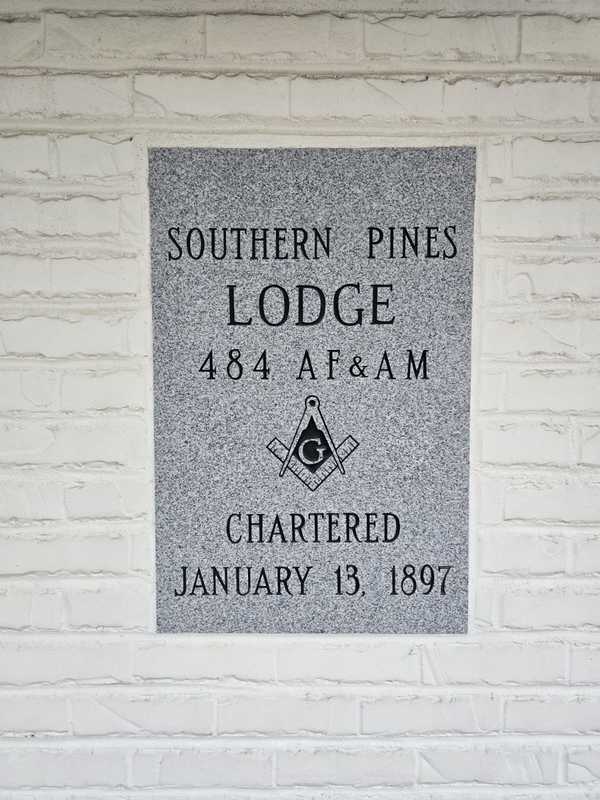 SOUTHERN PINES
LODGE
484 AF&AM
G
CHARTERED
JANUARY 13, 1897